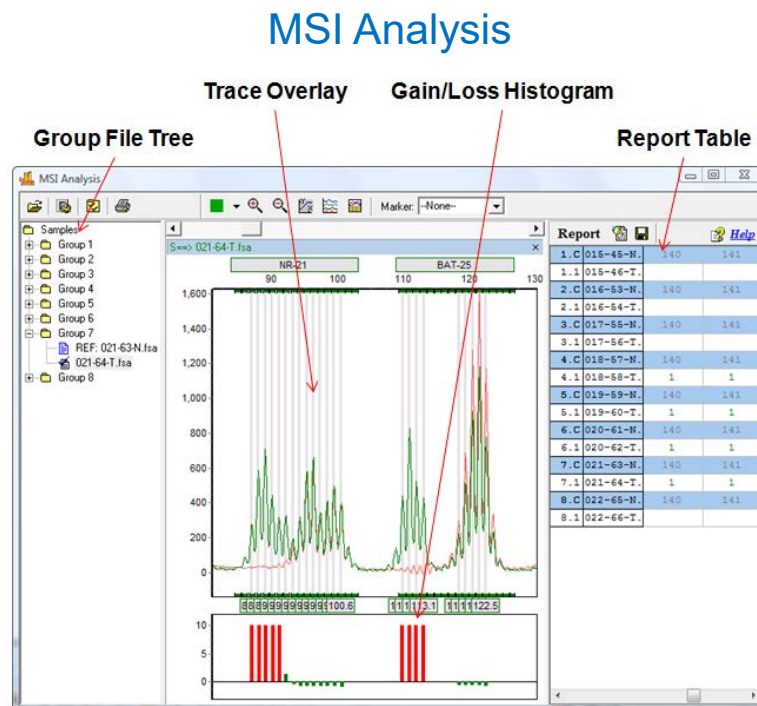 MSI Analysis
Trace Overlay Gain/Loss Histogram
Group File Tree Report Table
MSI Analysis
Marker: --None--
Samples
Group 1
Group 2
Group 3
Group 4
Group 5
Group 6
Group 7
REF: 021-63-N.fsa
021-64-T.fsa
Group 8
S==> 021-64-T.fsa ×
NR-21 BAT-25
90 100 110 120 130
1,600
1,400
1,200
1,000
800
600
400
200
0
100.6 113.1 122.5
10
5
0
Report Help
1.C 015-45-N. 140 141
1.1 015-46-T.
2.C 016-53-N. 140 141
2.1 016-54-T.
3.C 017-55-N. 140 141
3.1 017-56-T.
4.C 018-57-N. 140 141
4.1 018-58-T. 1 1
5.C 019-59-N. 140 141
5.1 019-60-T. 1 1
6.C 020-61-N. 140 141
6.1 020-62-T. 1 1
7.C 021-63-N. 140 141
7.1 021-64-T. 1 1
8.C 022-65-N. 140 141
8.1 022-66-T.